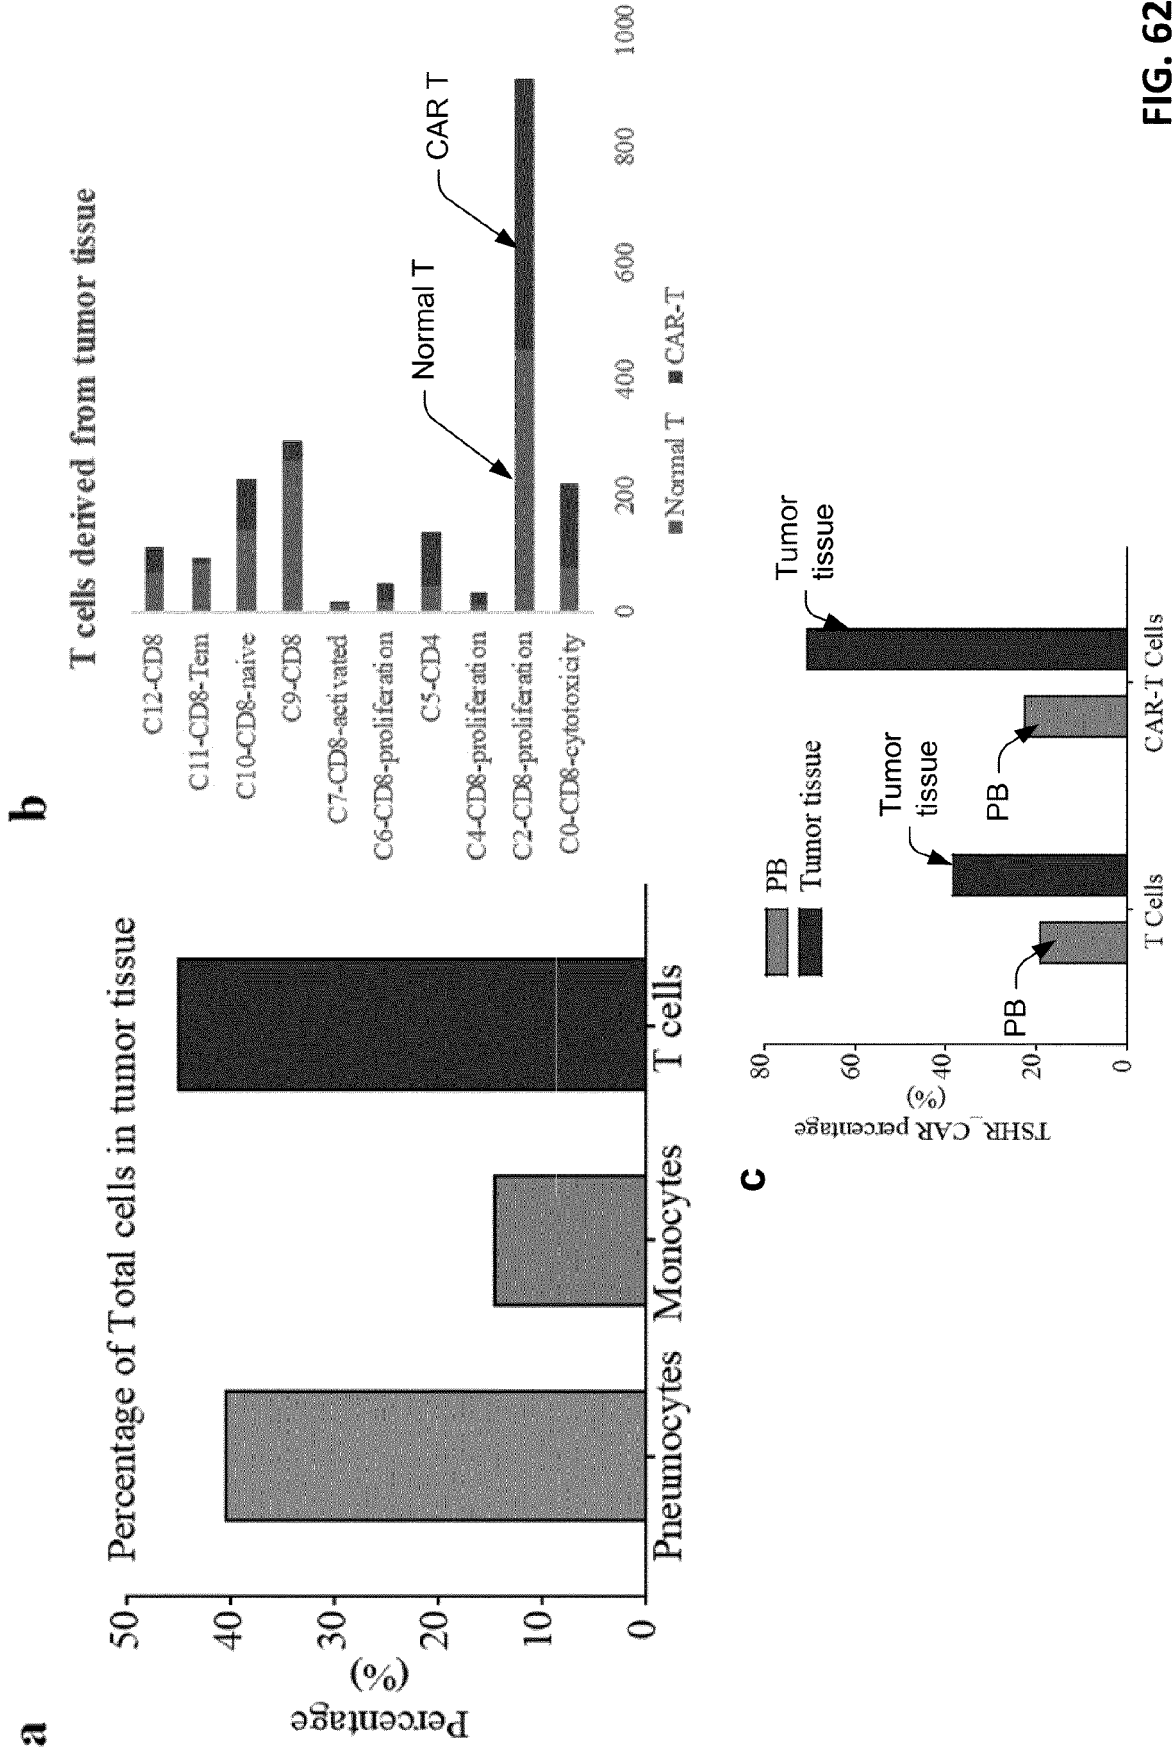 a
Percentage of Total cells in tumor tissue
Percentage
(%)
50
40
30
20
10
0
Pneumocytes Monocytes T cells
b
T cells derived from tumor tissue
C12-CD8
C11-CD8-Tem
C10-CD8-naive
C9-CD8
C7-CD8-activated
C6-CD8-proliferation
C5-CD4
C4-CD8-proliferation
C2-CD8-proliferation
C0-CD8-cytotoxicity
Normal T
CAR T
0 200 400 600 800 1000
Normal T CAR-T
c
TSHR_CAR percentage
(%)
80
60
40
20
0
PB
Tumor tissue
PB
Tumor
tissue
PB
Tumor
tissue
T Cells CAR-T Cells
FIG. 62